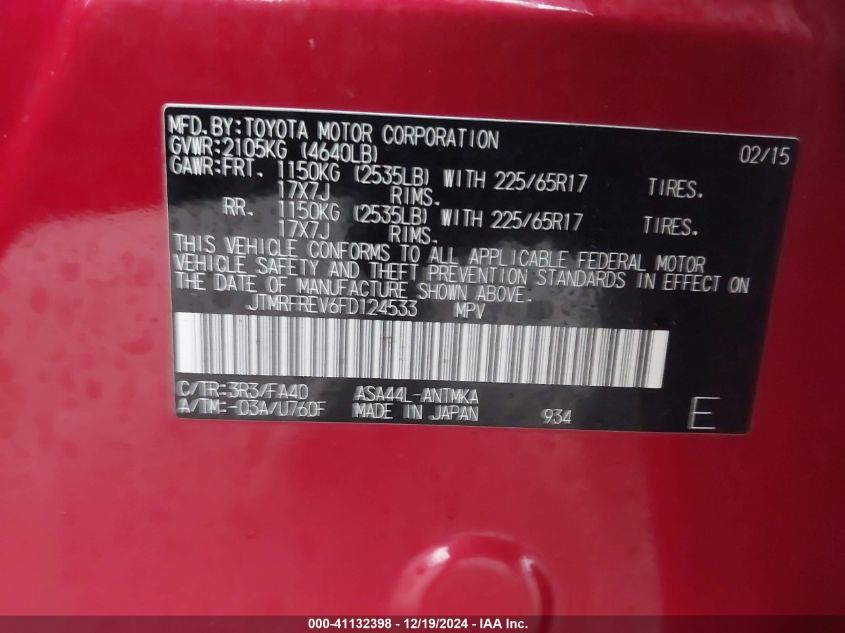 MFD.BY:TOYOTA MOTOR CORPORATION 02/15
GVWR:2105KG (4640LB)
GAWR:FRT. 1150KG (2535LB) WITH 225/65R17 TIRES.
17X7J RIMS.
RR. 1150KG (2535LB) WITH 225/65R17 TIRES.
17X7J RIMS.
THIS VEHICLE CONFORMS TO ALL APPLICABLE FEDERAL MOTOR
VEHICLE SAFETY AND THEFT PREVENTION STANDARDS IN EFFECT ON
THE DATE OF MANUFACTURE SHOWN ABOVE.
JTMRFREV6FD124533 MPV
C/TR:3R3/FA40 ASA44L-ANTMKA
A/TM:-03A/U760F MADE IN JAPAN 934 E
000-41132398 - 12/19/2024 - IAA Inc.